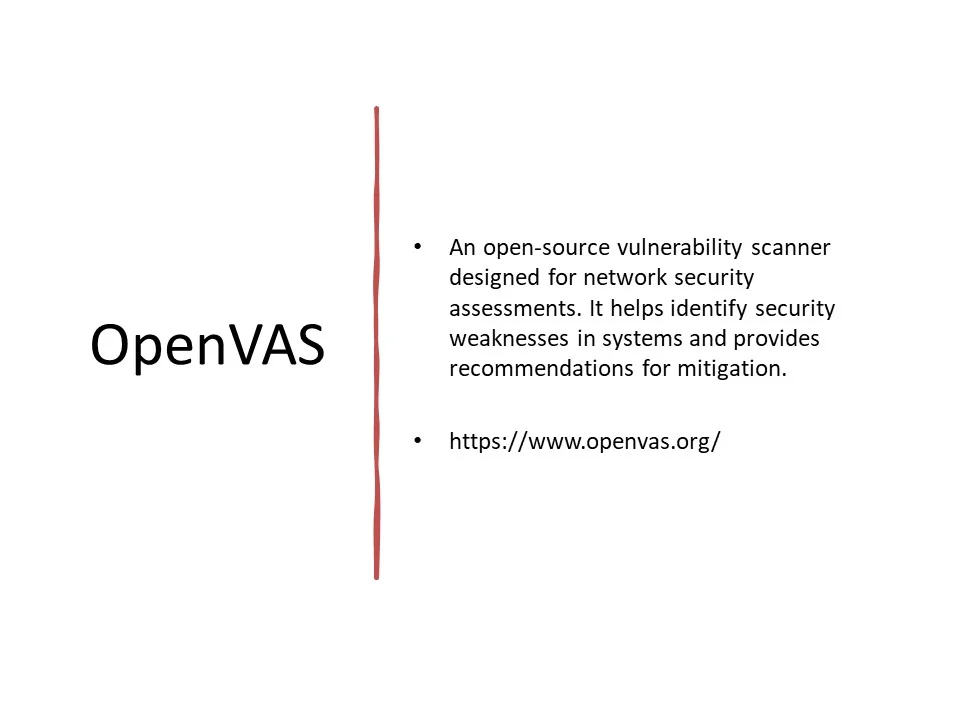 OpenVAS
• An open-source vulnerability scanner
designed for network security
assessments. It helps identify security
weaknesses in systems and provides
recommendations for mitigation.
• https://www.openvas.org/